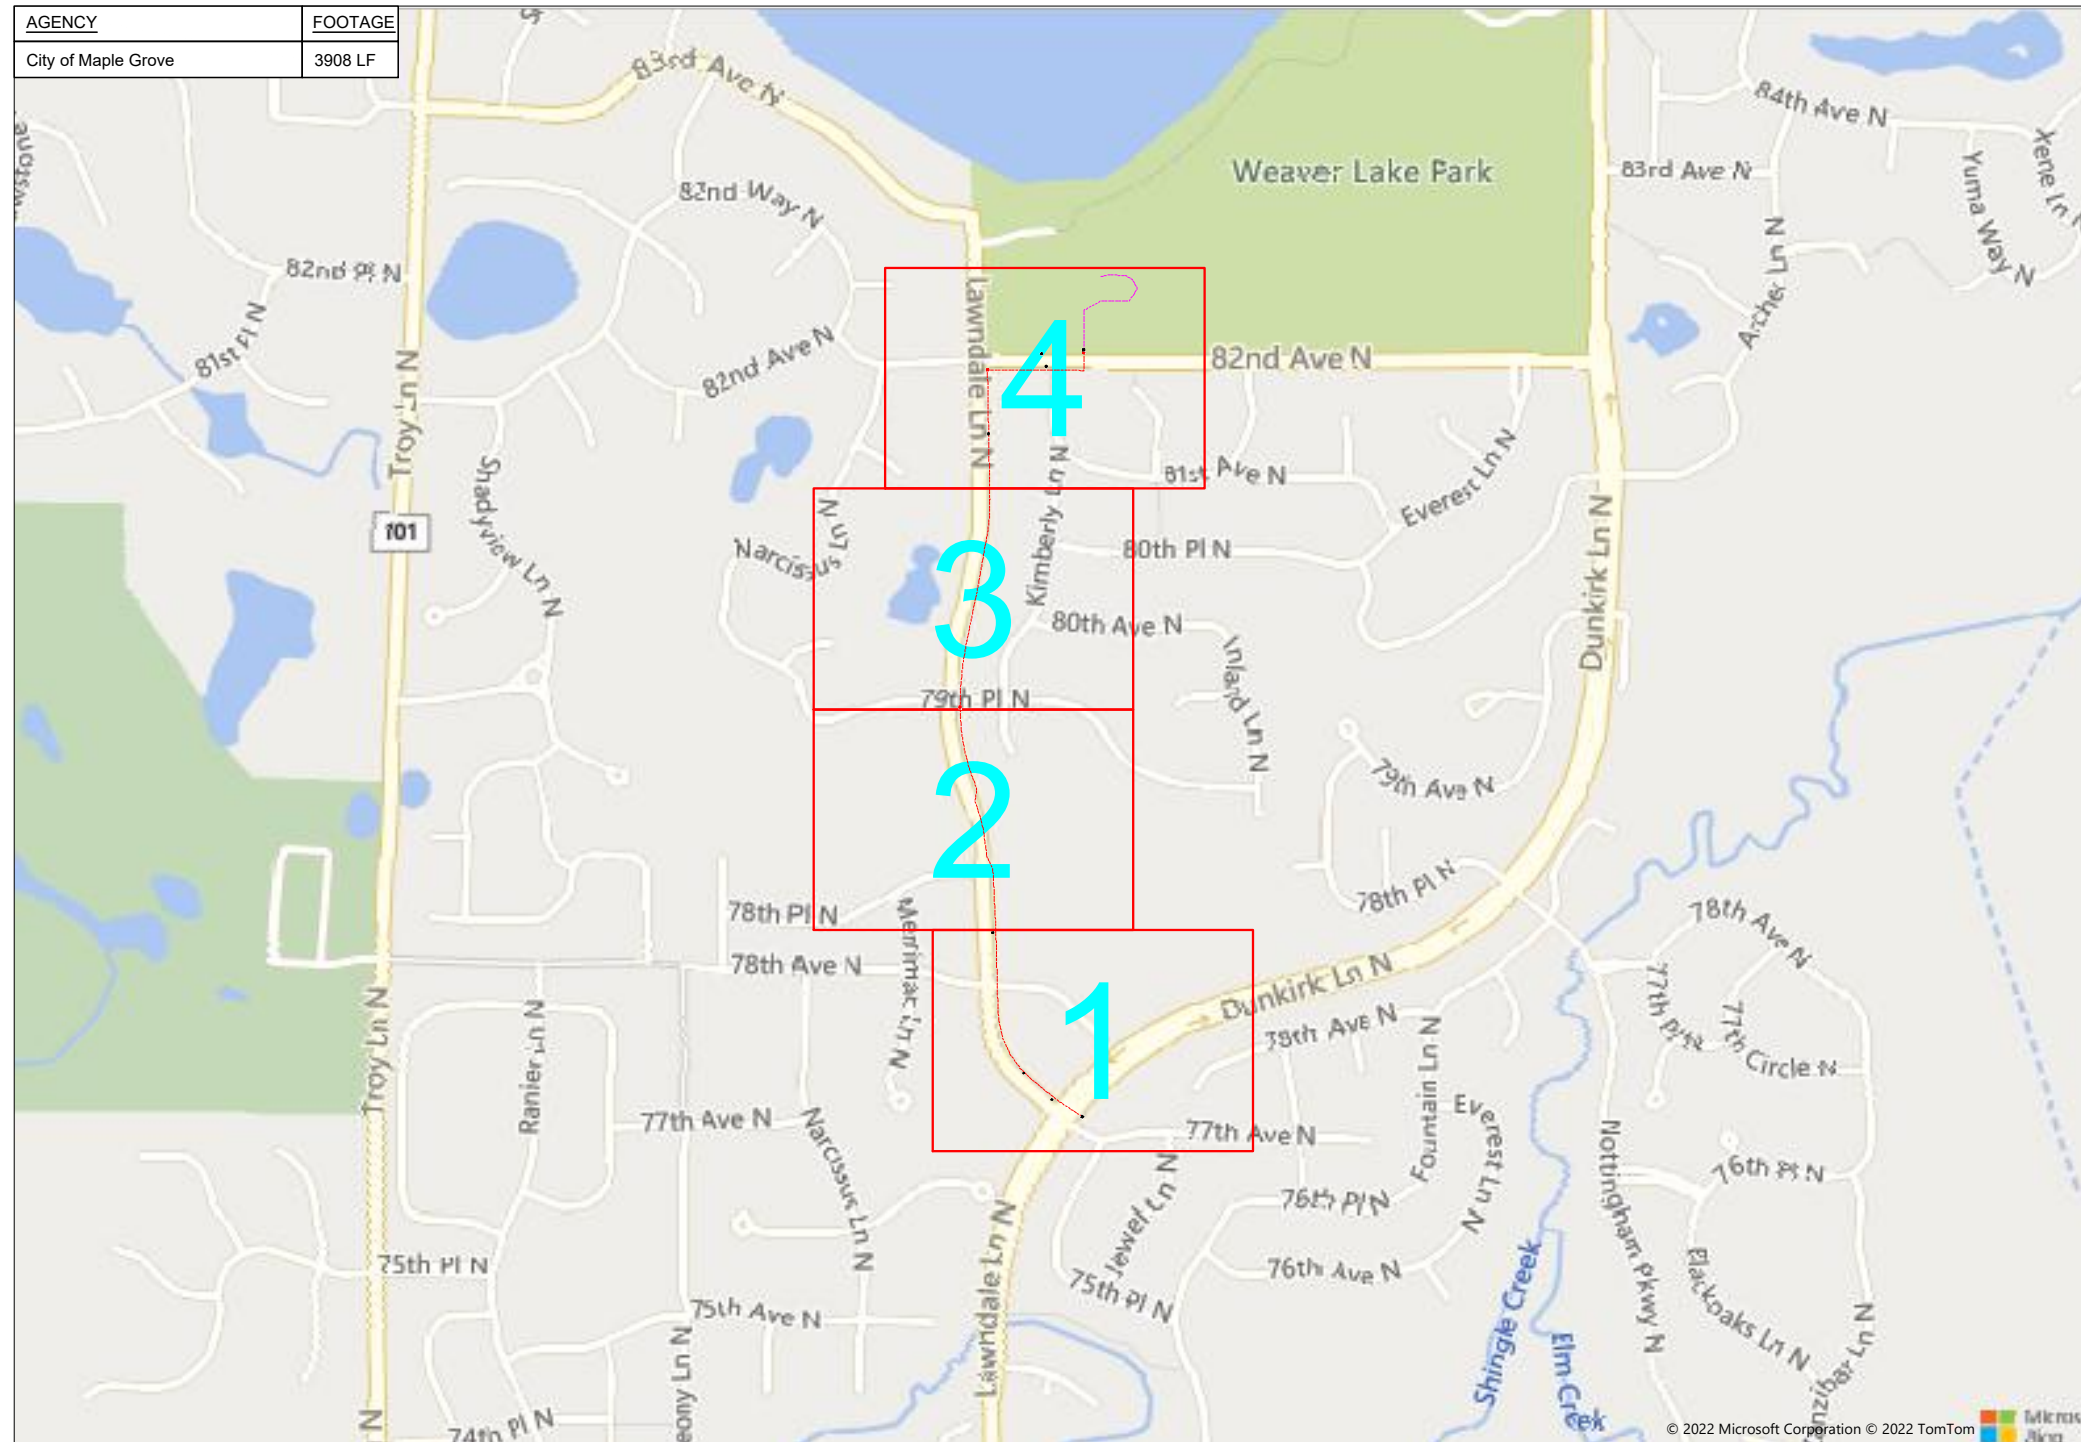 AGENCY FOOTAGE
City of Maple Grove 3908 LF
83rd Ave N
84th Ave N
Xene Ln N
Weaver Lake Park
83rd Ave N
Yuma Way N
82nd Way N
82nd Pl N
Archer Ln N
81st Pl N
Lawndale Ln N
4
82nd Ave N
82nd Ave N
Troy Ln N
Shadyview Ln N
81st Ave N
Everest Ln N
101
Narcissus Ln N
3
Kimberly Ln N
80th Pl N
Dunkirk Ln N
80th Ave N
Inland Ln N
79th Pl N
2
79th Ave N
78th Pl N
78th Pl N
Merrimac Ln N
78th Ave N
78th Ave N
1
Dunkirk Ln N
Troy Ln N
Ranier Ln N
78th Ave N
77th Circle N
Fountain Ln N
77th Ave N
Narcissus Ln N
77th Ave N
Everest Ln N
Nottingham Pkwy N
76th Pl N
Jewel Ln N
76th Pl N
75th Pl N
Lawndale Ln N
75th Pl N
76th Ave N
Shingle Creek
Elm Creek
Blackoaks Ln N
75th Ave N
74th Pl N
N
© 2022 Microsoft Corporation © 2022 TomTom